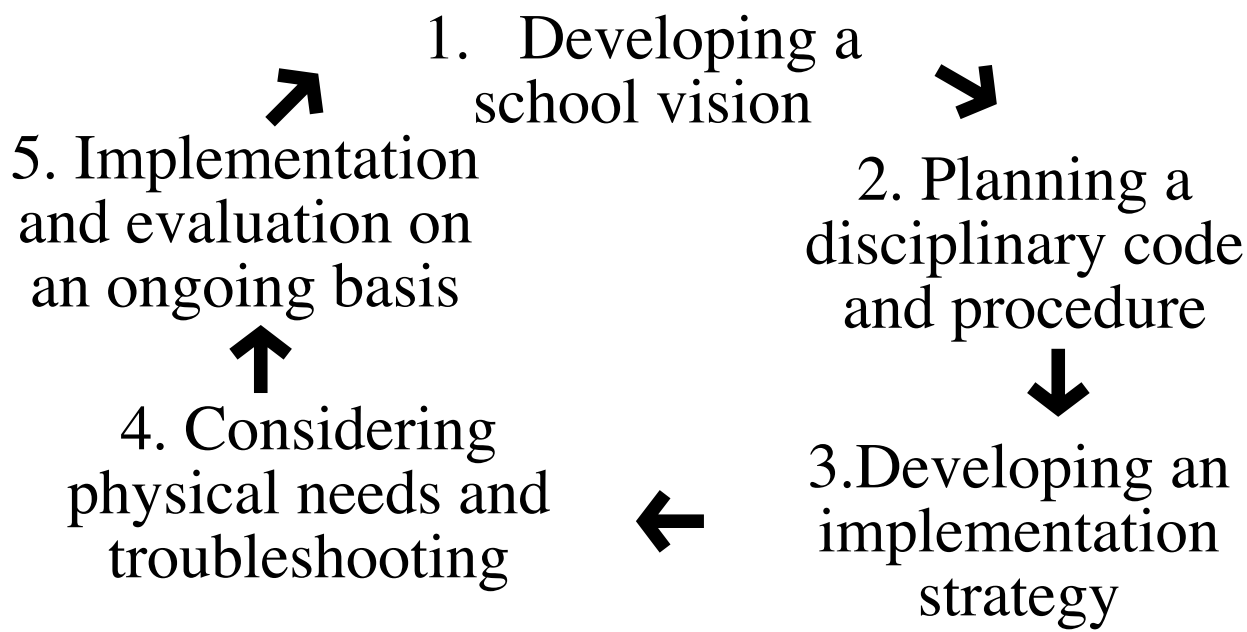 1. Developing a
school vision
2. Planning a
disciplinary code
and procedure
3.Developing an
implementation
strategy
4. Considering
physical needs and
troubleshooting
5. Implementation
and evaluation on
an ongoing basis